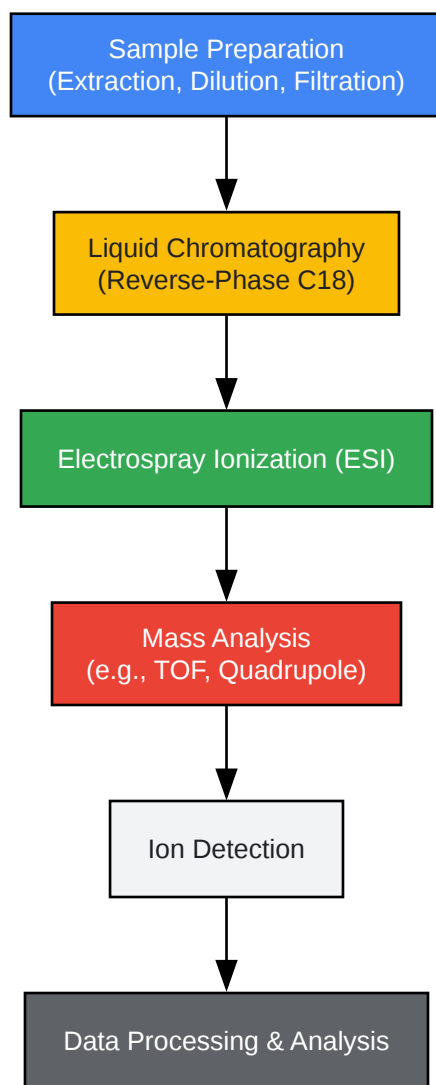 Sample Preparation
(Extraction, Dilution, Filtration)
Liquid Chromatography
(Reverse-Phase C18)
Electrospray Ionization (ESI)
Mass Analysis
(e.g., TOF, Quadrupole)
Ion Detection
Data Processing & Analysis